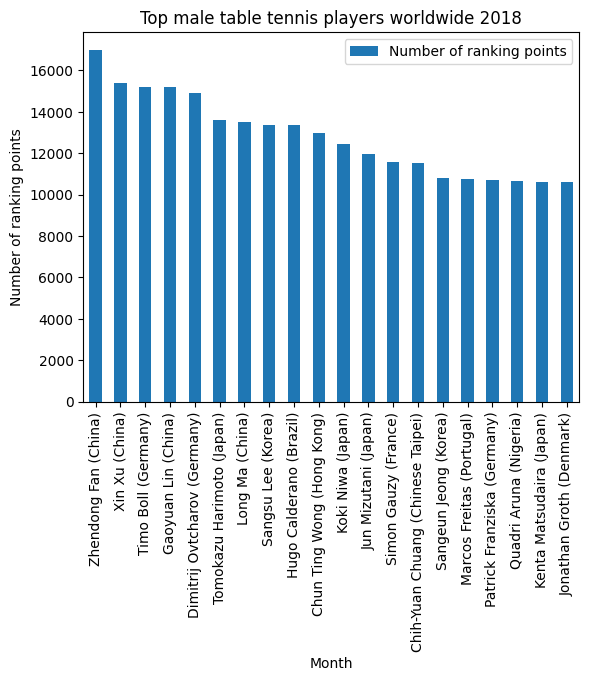 Top male table tennis players worldwide 2018
Number of ranking points
Number of ranking points
16000
14000
12000
10000
8000
6000
4000
2000
0
Zhendong Fan (China)
Xin Xu (China)
Timo Boll (Germany)
Gaoyuan Lin (China)
Dimitrij Ovtcharov (Germany)
Tomokazu Harimoto (Japan)
Long Ma (China)
Sangsu Lee (Korea)
Hugo Calderano (Brazil)
Chun Ting Wong (Hong Kong)
Koki Niwa (Japan)
Jun Mizutani (Japan)
Simon Gauzy (France)
Chih-Yuan Chuang (Chinese Taipei)
Sangeun Jeong (Korea)
Marcos Freitas (Portugal)
Patrick Franziska (Germany)
Quadri Aruna (Nigeria)
Kenta Matsudaira (Japan)
Jonathan Groth (Denmark)
Month